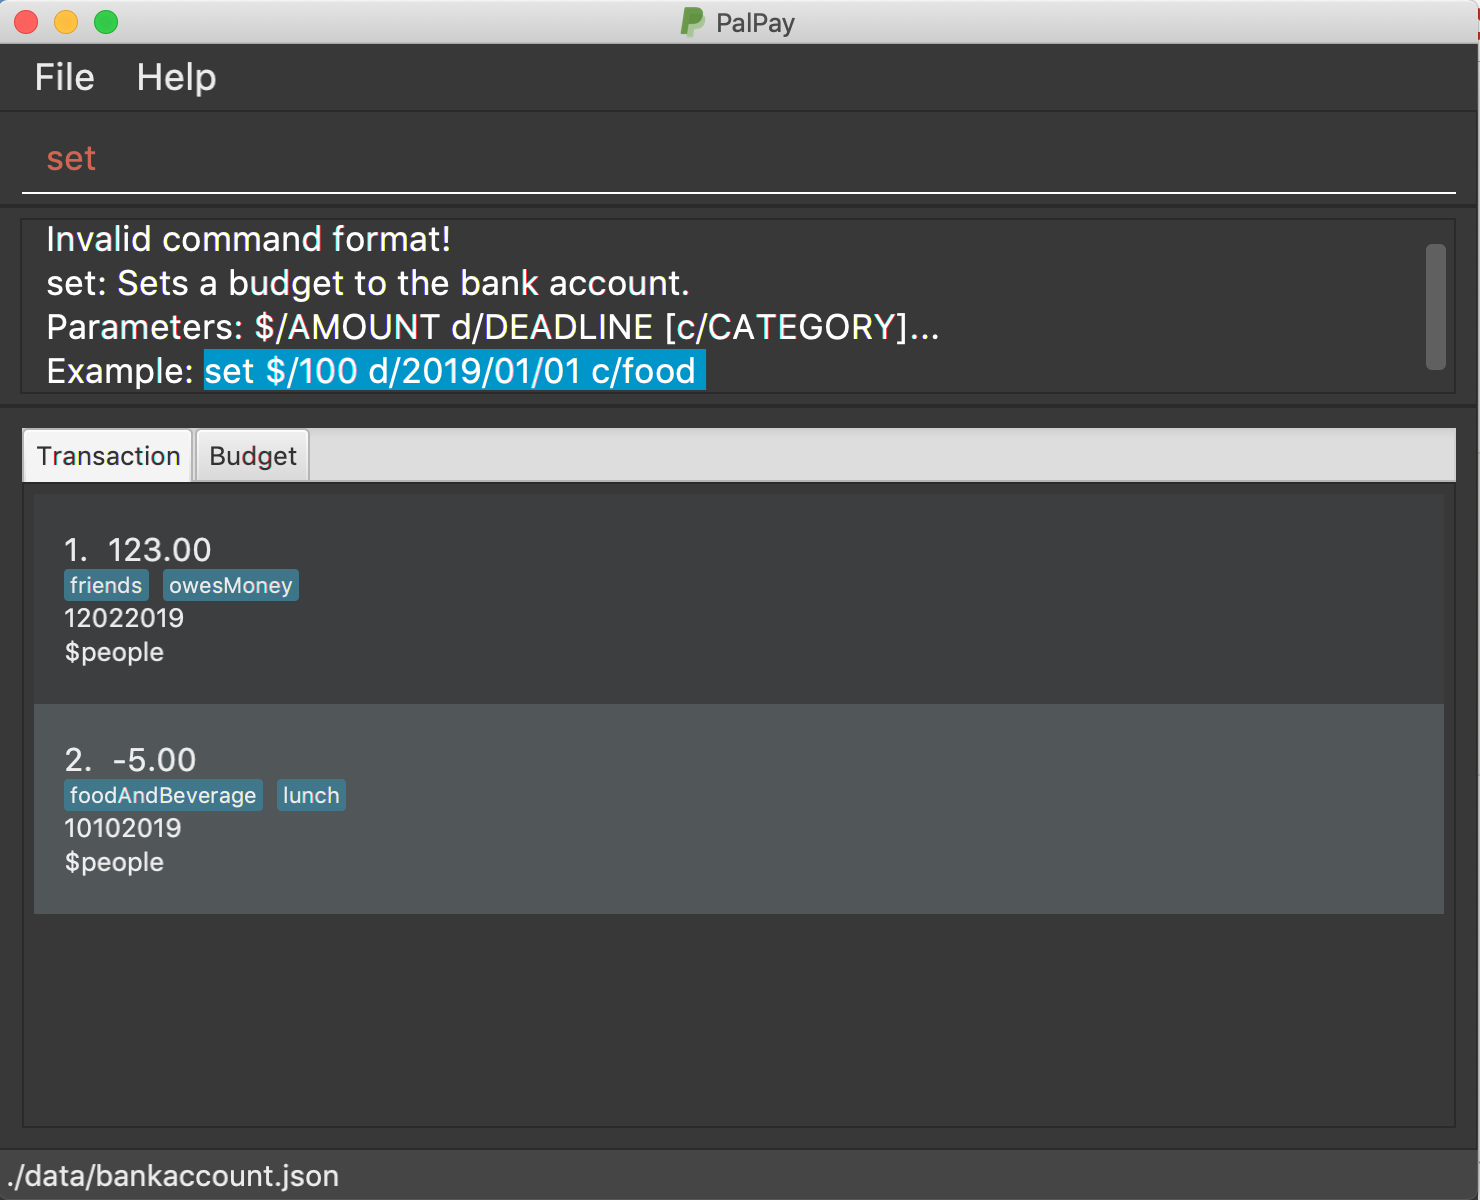 PalPay
File Help
set
Invalid command format!
set: Sets a budget to the bank account.
Parameters: $/AMOUNT d/DEADLINE [c/CATEGORY]...
Example: set $/100 d/2019/01/01 c/food
Transaction Budget
1. 123.00
friends owesMoney
12022019
$people
2. -5.00
foodAndBeverage lunch
10102019
$people
./data/bankaccount.json